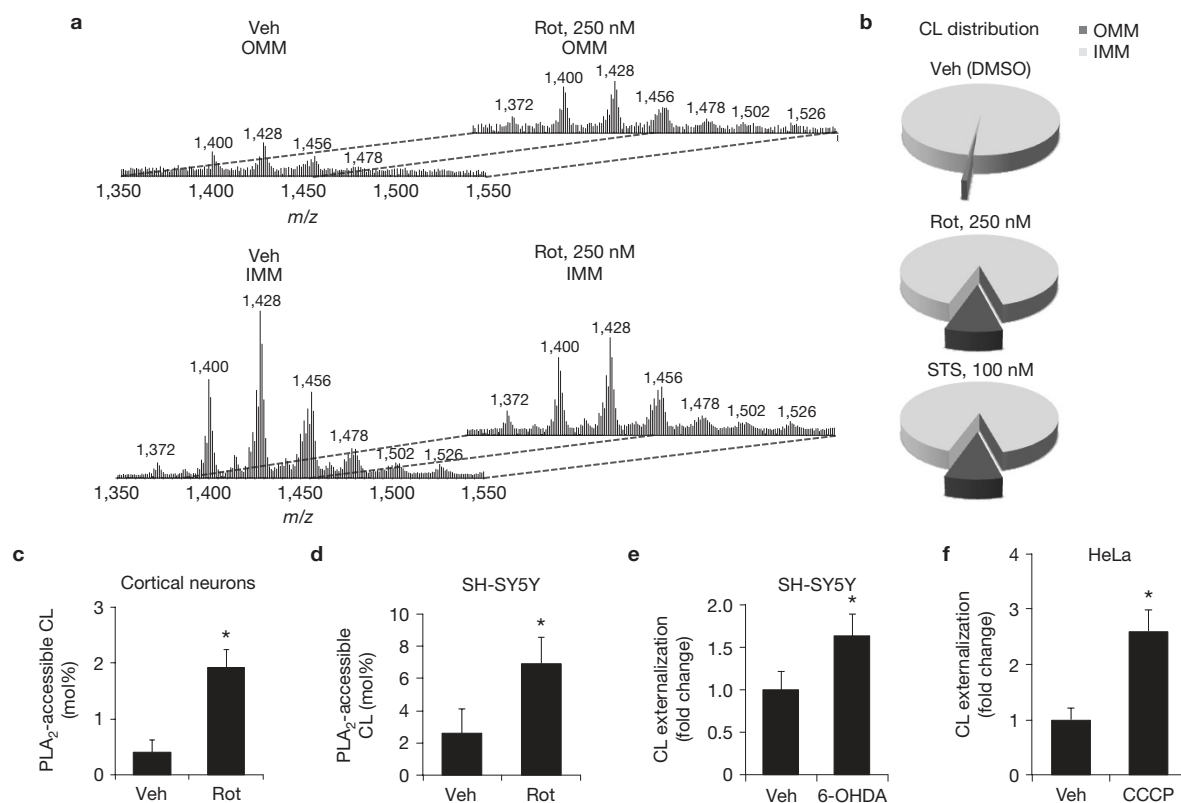 a
Veh
OMM
Rot, 250 nM
OMM
1,372
1,400
1,428
1,456
1,478
1,502
1,526
1,400
1,428
1,456
1,478
1,350
1,400
1,450
1,500
1,550
m/z
Veh
IMM
Rot, 250 nM
IMM
1,372
1,400
1,428
1,456
1,478
1,502
1,526
1,372
1,400
1,428
1,456
1,478
1,502
1,526
1,350
1,400
1,450
1,500
1,550
m/z
b
CL distribution
OMM
IMM
Veh (DMSO)
Rot, 250 nM
STS, 100 nM
c
Cortical neurons
PLA₂-accessible CL
(mol%)
3
2
1
0
*
Veh
Rot
d
SH-SY5Y
PLA₂-accessible
CL (mol%)
10
8
6
4
2
0
*
Veh
Rot
e
SH-SY5Y
CL externalization
(fold change)
2.0
1.5
1.0
0.5
0
*
Veh
6-OHDA
f
HeLa
CL externalization
(fold change)
4
3
2
1
0
*
Veh
CCCP